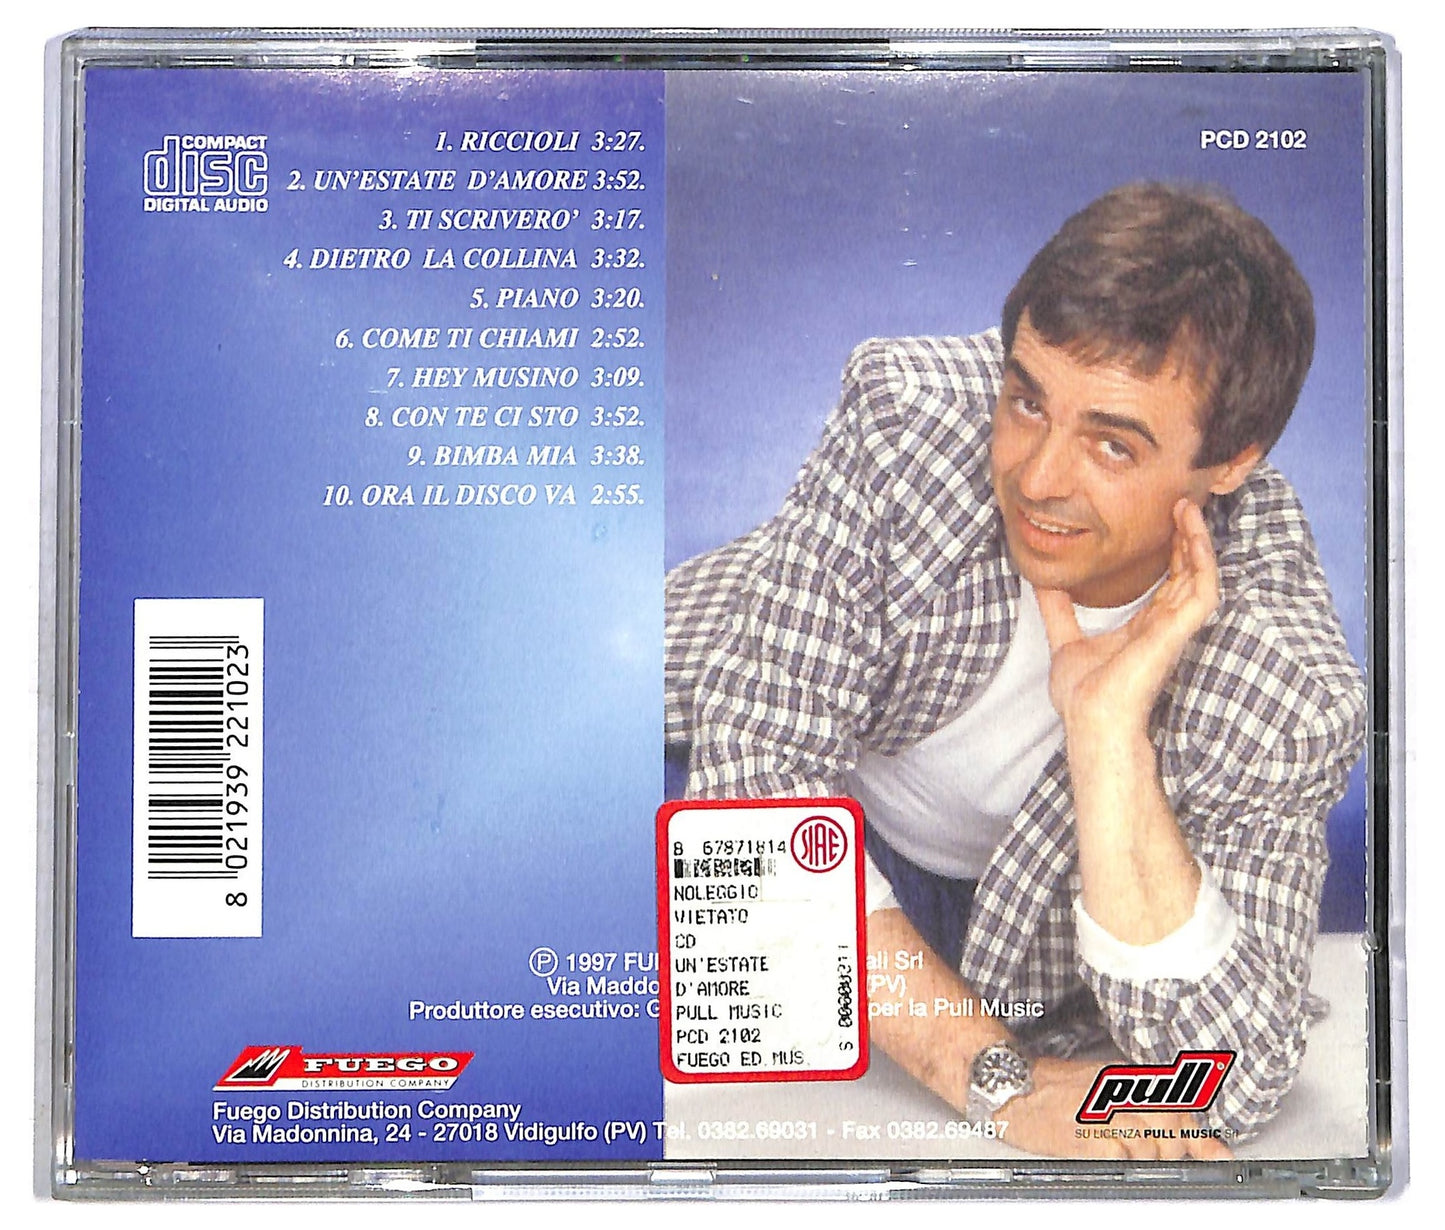 COMPACT
disc
DIGITAL AUDIO
1. RICCIOLI 3:27.
2. UN'ESTATE D'AMORE 3:52.
3. TI SCRIVERO' 3:17.
4. DIETRO LA COLLINA 3:32.
5. PIANO 3:20.
6. COME TI CHIAMI 2:52.
7. HEY MUSINO 3:09.
8. CON TE CI STO 3:52.
9. BIMBA MIA 3:38.
10. ORA IL DISCO VA 2:55.
PCD 2102
8 021939 221023
8 67871814
SIAE
NOLEGGIO
VIETATO
CD
UN'ESTATE
D'AMORE
PULL MUSIC
PCD 2102
FUEGO ED.MUS.
℗ 1997 Srl
Via (PV)
Produttore esecutivo: per la Pull Music
FUEGO
DISTRIBUTION COMPANY
Fuego Distribution Company
Via Madonnina, 24 - 27018 Vidigulfo (PV) Tel. 0382.69031 - Fax 0382.69487
pull
SU LICENZA PULL MUSIC Srl